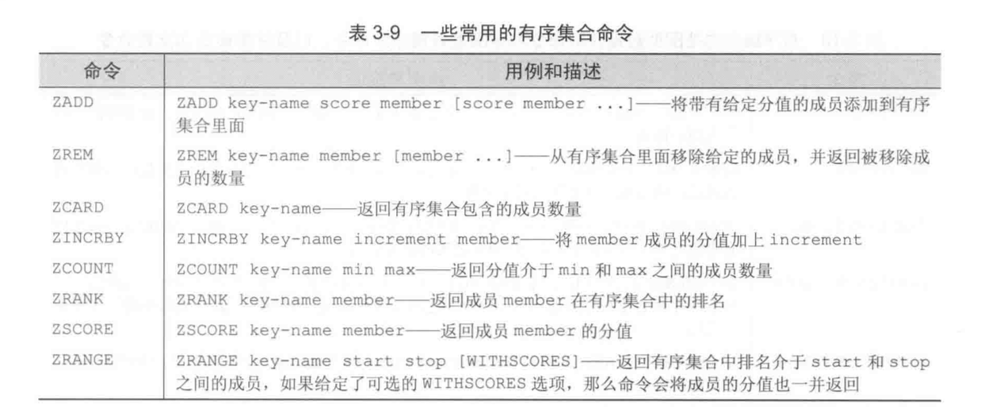 表 3-9 一些常用的有序集合命令
命令 用例和描述
ZADD ZADD key-name score member [score member ...]——将带有给定分值的成员添加到有序
集合里面
ZREM ZREM key-name member [member ...]——从有序集合里面移除给定的成员，并返回被移除成
员的数量
ZCARD ZCARD key-name——返回有序集合包含的成员数量
ZINCRBY ZINCRBY key-name increment member——将 member 成员的分值加上 increment
ZCOUNT ZCOUNT key-name min max——返回分值介于 min 和 max 之间的成员数量
ZRANK ZRANK key-name member——返回成员 member 在有序集合中的排名
ZSCORE ZSCORE key-name member——返回成员 member 的分值
ZRANGE ZRANGE key-name start stop [WITHSCORES]——返回有序集合中排名介于 start 和 stop
之间的成员，如果给定了可选的 WITHSCORES 选项，那么命令会将成员的分值也一并返回